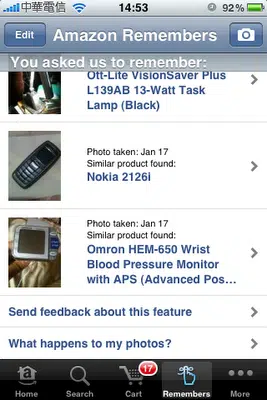 中華電信
14:53
92%
Edit
Amazon Remembers
You asked us to remember:
Ott-Lite VisionSaver Plus
L139AB 13-Watt Task
Lamp (Black)
Photo taken: Jan 17
Similar product found:
Nokia 2126i
Photo taken: Jan 17
Similar product found:
Omron HEM-650 Wrist
Blood Pressure Monitor
with APS (Advanced Pos…
Send feedback about this feature
What happens to my photos?
17
Home
Search
Cart
Remembers
More